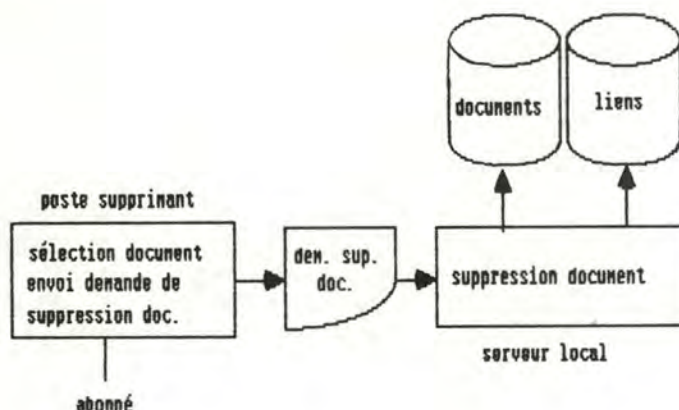 documents
liens
poste supprimant
sélection document
envoi demande de
suppression doc.
dem. sup.
doc.
suppression document
serveur local
abonné